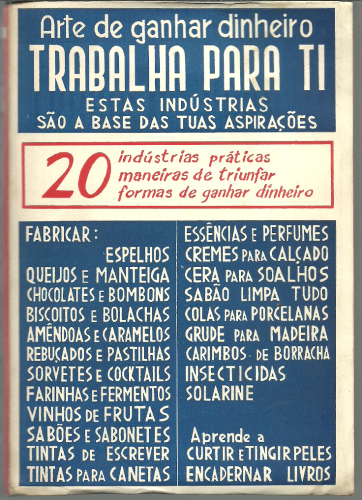 Arte de ganhar dinheiro
TRABALHA PARA TI
ESTAS INDÚSTRIAS
SÃO A BASE DAS TUAS ASPIRAÇÕES
20 indústrias práticas
maneiras de triunfar
formas de ganhar dinheiro
FABRICAR:
ESPELHOS
QUEIJOS E MANTEIGA
CHOCOLATES E BOMBONS
BISCOITOS E BOLACHAS
AMÊNDOAS E CARAMELOS
REBUÇADOS E PASTILHAS
SORVETES E COCKTAILS
FARINHAS E FERMENTOS
VINHOS DE FRUTAS
SABÕES E SABONETES
TINTAS DE ESCREVER
TINTAS PARA CANETAS
ESSÊNCIAS E PERFUMES
CREMES PARA CALÇADO
CERA PARA SOALHOS
SABÃO LIMPA TUDO
COLAS PARA PORCELANAS
GRUDE PARA MADEIRA
CARIMBOS DE BORRACHA
INSECTICIDAS
SOLARINE
Aprende a
CURTIR E TINGIR PELES
ENCADERNAR LIVROS